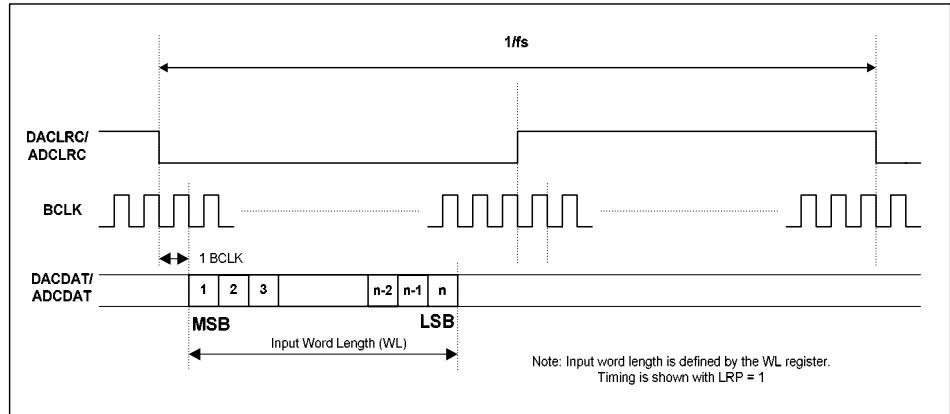 1/fs
DACLRC/
ADCLRC
BCLK
1 BCLK
DACDAT/
ADCDAT
1 2 3 n-2 n-1 n
MSB LSB
Input Word Length (WL)
Note: Input word length is defined by the WL register.
Timing is shown with LRP = 1